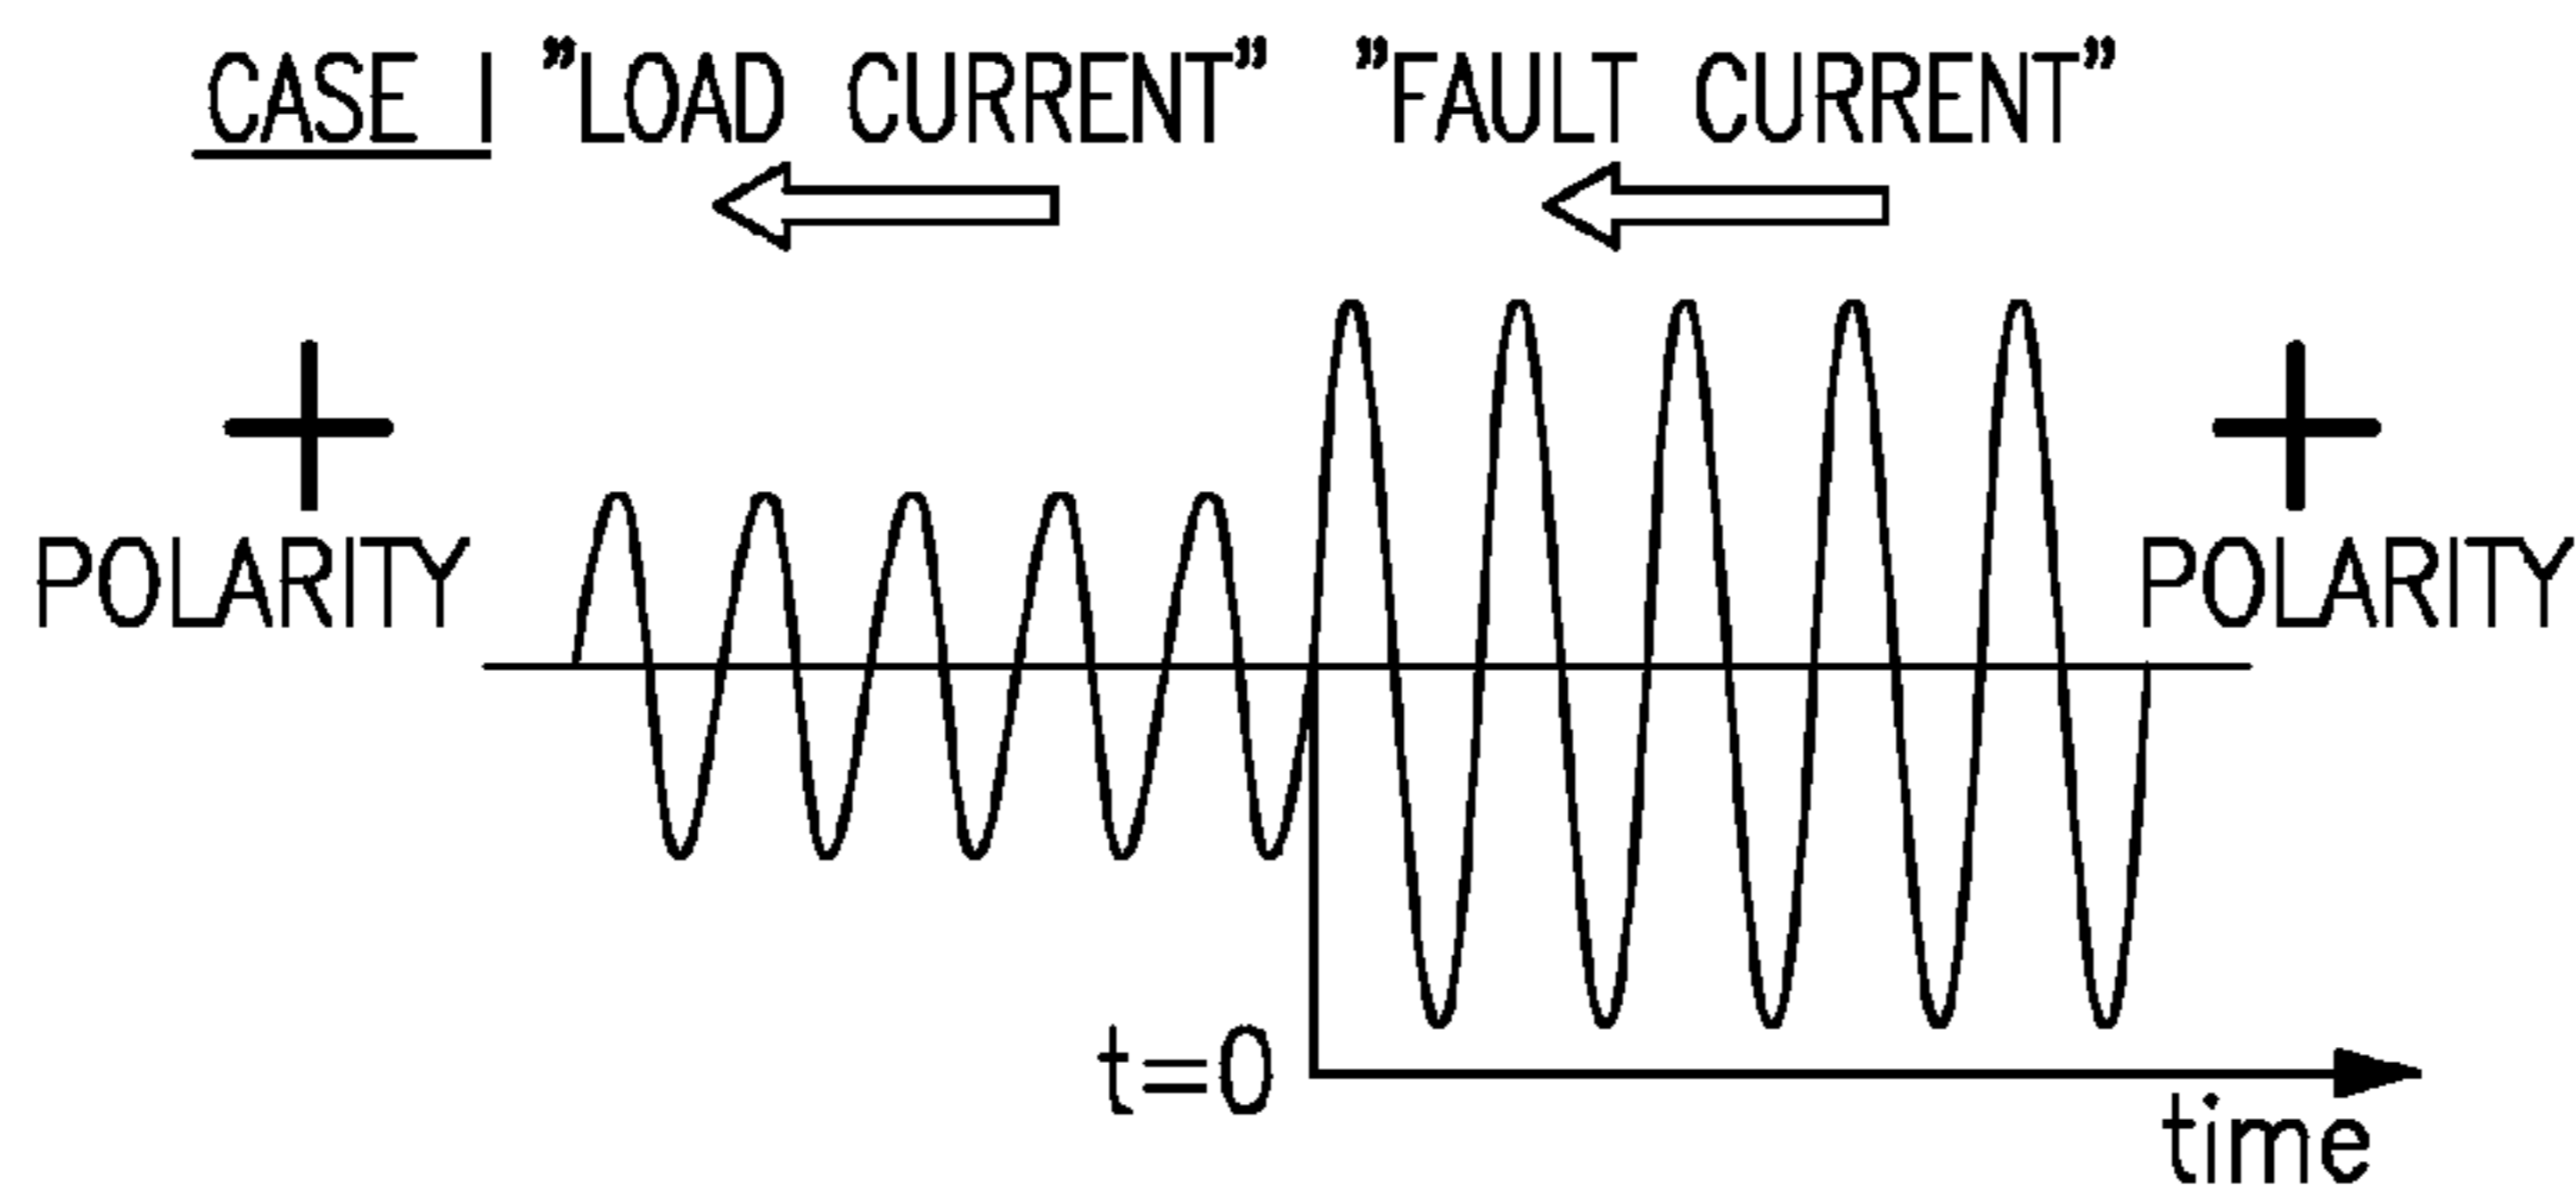 CASE I "LOAD CURRENT" "FAULT CURRENT"
+ +
POLARITY POLARITY
t=0
time